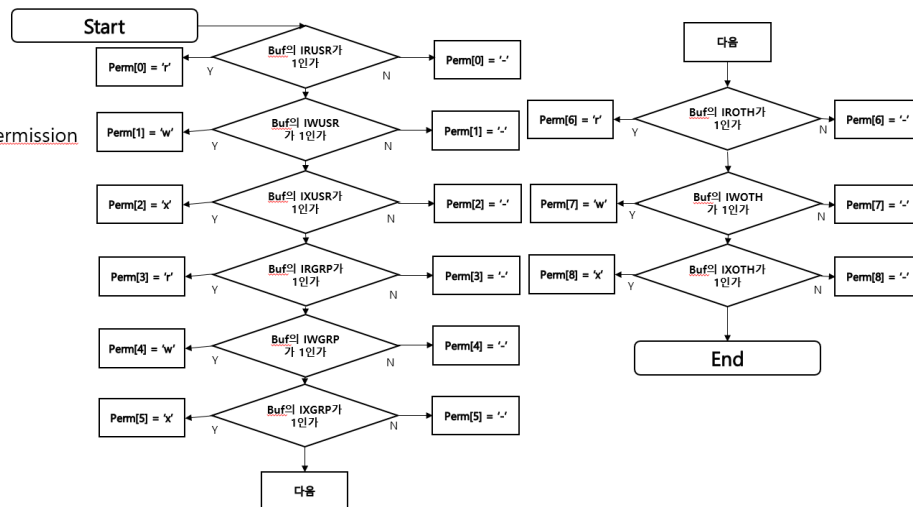 Start
Buf의 IRUSR가
1인가
Perm[0] = ‘r’
Y
N
Perm[0] = ‘-’
ermission
Buf의 IWUSR
가 1인가
Perm[1] = ‘w’
Y
N
Perm[1] = ‘-’
Buf의 IXUSR가
1인가
Perm[2] = ‘x’
Y
N
Perm[2] = ‘-’
Buf의 IRGRP가
1인가
Perm[3] = ‘r’
Y
N
Perm[3] = ‘-’
Buf의 IWGRP
가 1인가
Perm[4] = ‘w’
Y
N
Perm[4] = ‘-’
Buf의 IXGRP가
1인가
Perm[5] = ‘x’
Y
N
Perm[5] = ‘-’
다음
다음
Buf의 IROTH가
1인가
Perm[6] = ‘r’
Y
N
Perm[6] = ‘-’
Buf의 IWOTH
가 1인가
Perm[7] = ‘w’
Y
N
Perm[7] = ‘-’
Buf의 IXOTH가
1인가
Perm[8] = ‘x’
Y
N
Perm[8] = ‘-’
End